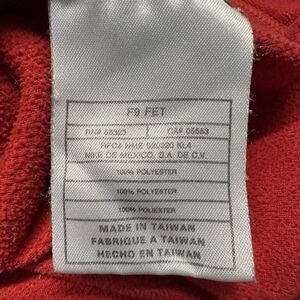 F9 FET
RN# 56323 CA# 05553
RFC# NME 920220 KL4
NIKE DE MEXICO, S.A. DE C.V.
100% POLYESTER
100% POLYESTER
100% POLYESTER
MADE IN TAIWAN
FABRIQUE A TAIWAN
HECHO EN TAIWAN